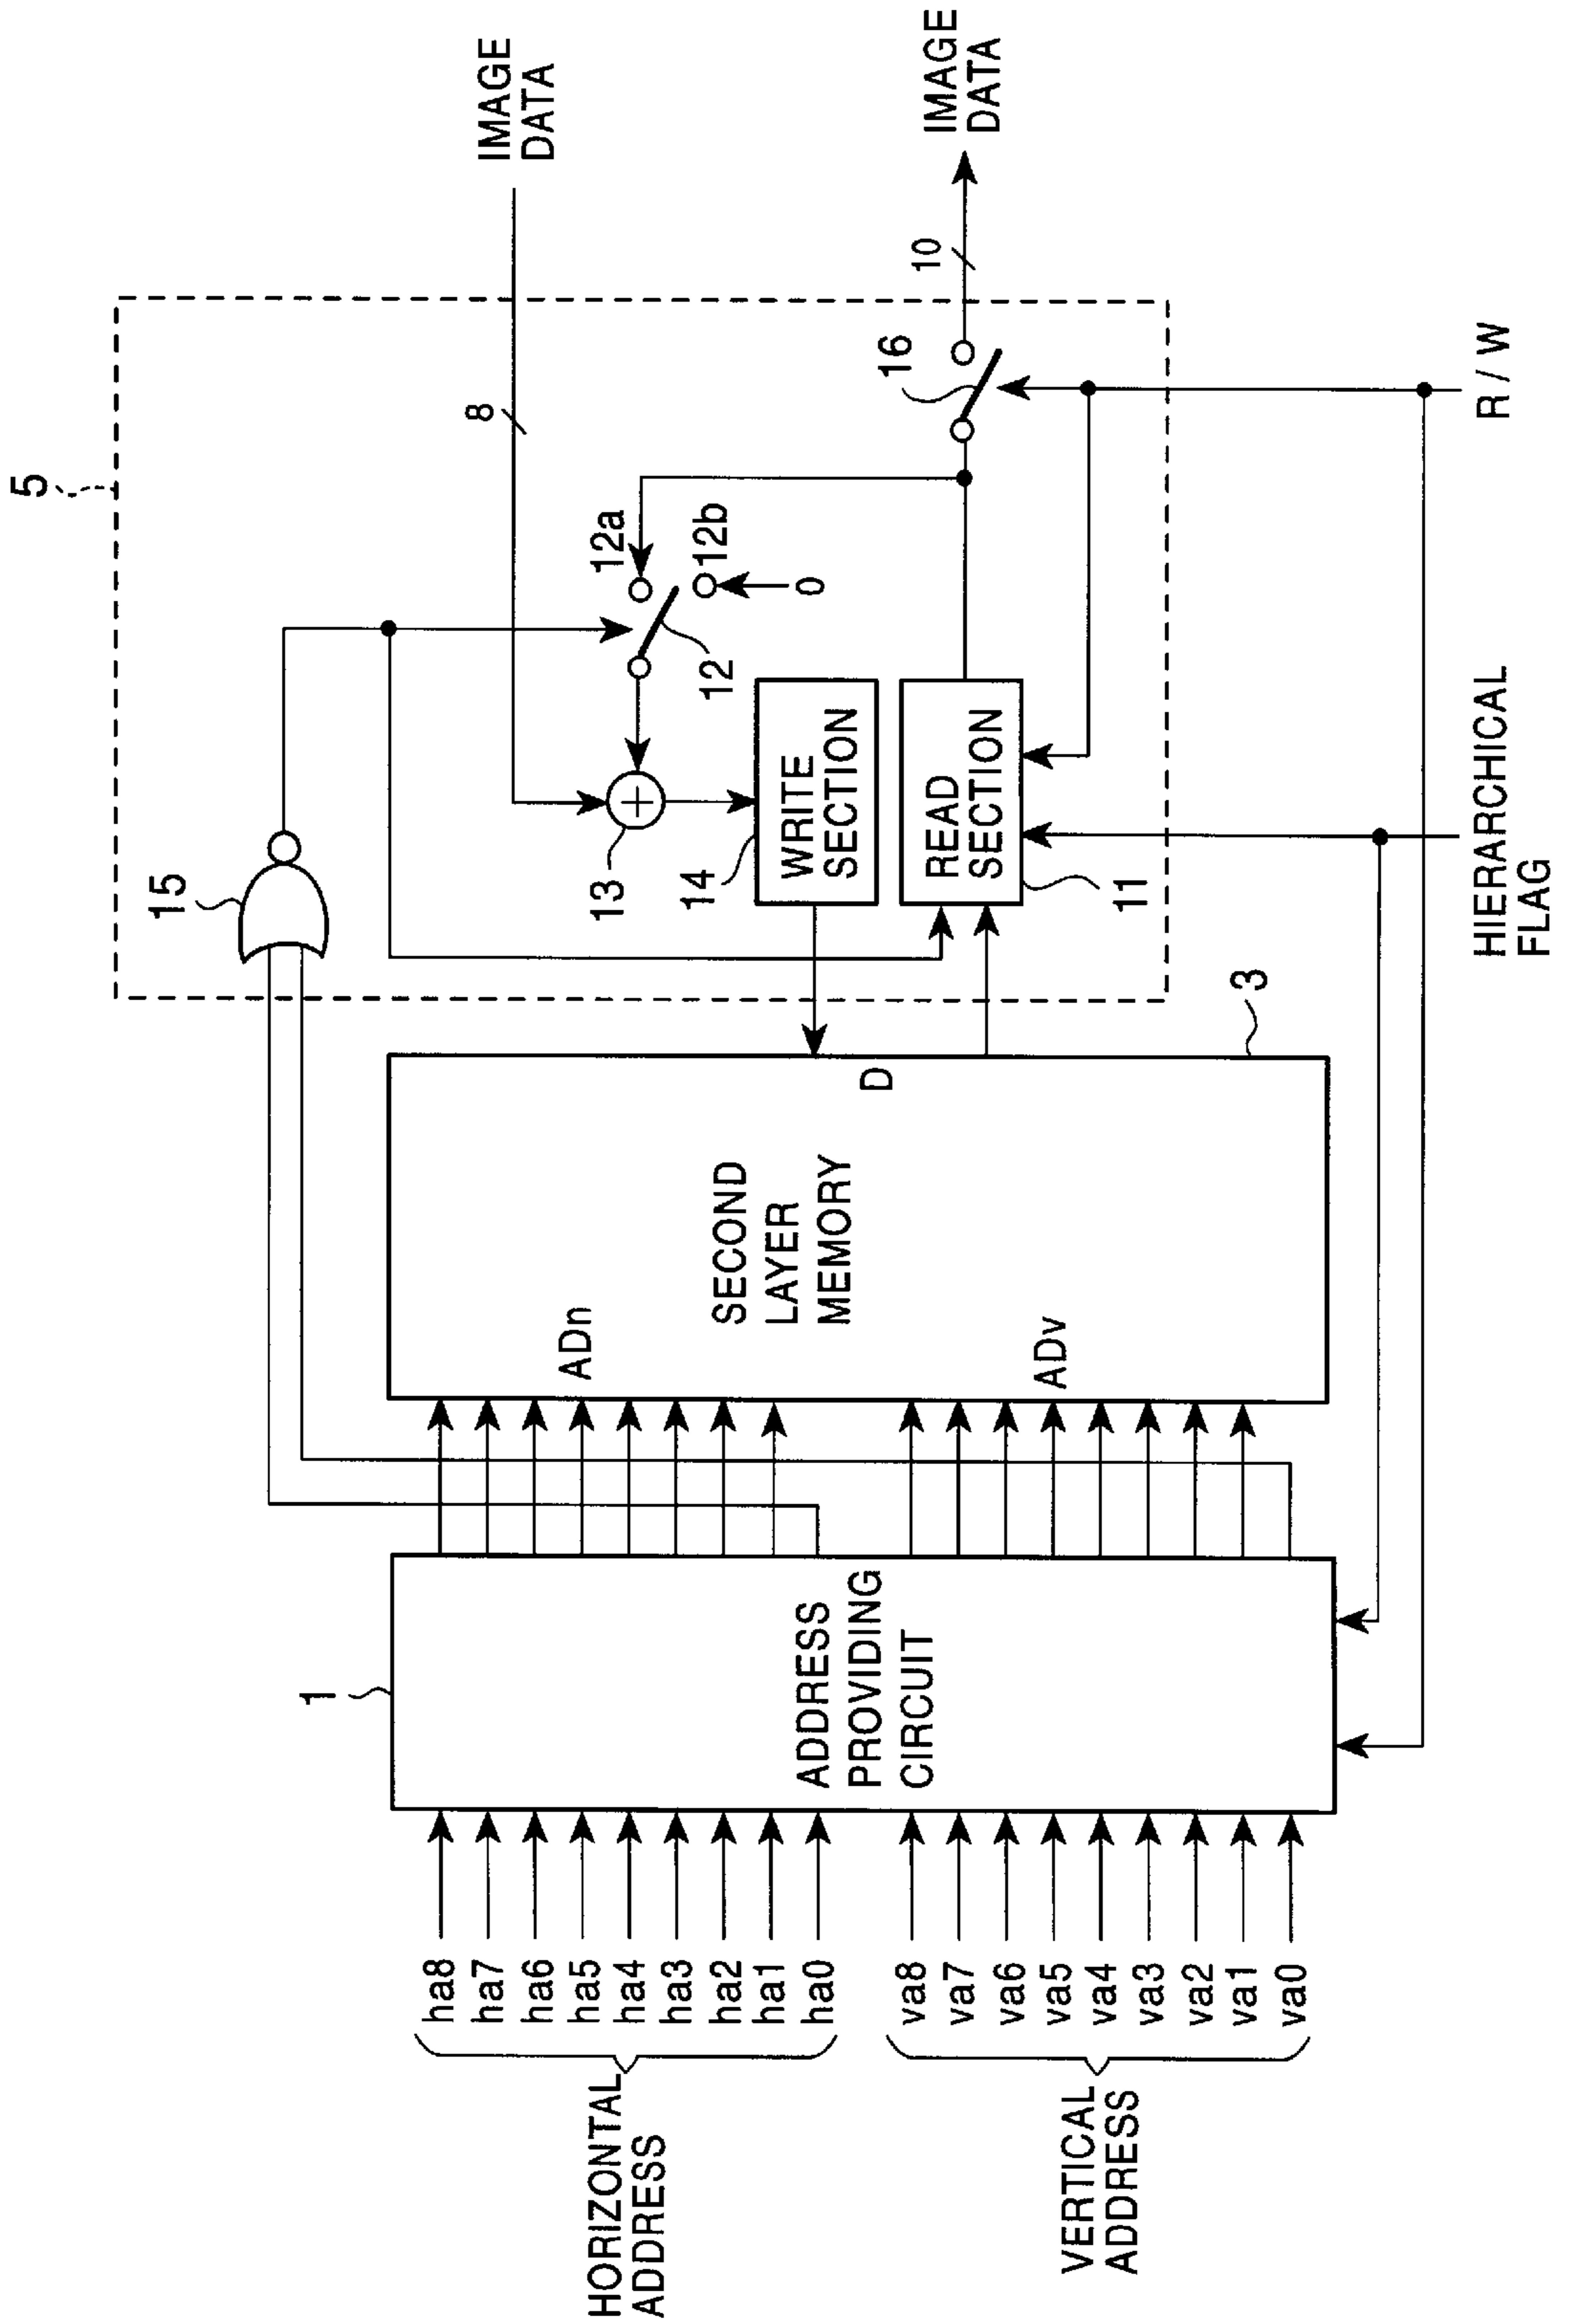 5
IMAGE
DATA
8
15
12a
12b
0
12
13
14
WRITE
SECTION
READ
SECTION
11
16
10
IMAGE
DATA
R / W
HIERARCHICAL
FLAG
1
ADDRESS
PROVIDING
CIRCUIT
ADn
SECOND
LAYER
MEMORY
D
ADv
3
HORIZONTAL
ADDRESS
ha8
ha7
ha6
ha5
ha4
ha3
ha2
ha1
ha0
VERTICAL
ADDRESS
va8
va7
va6
va5
va4
va3
va2
va1
va0